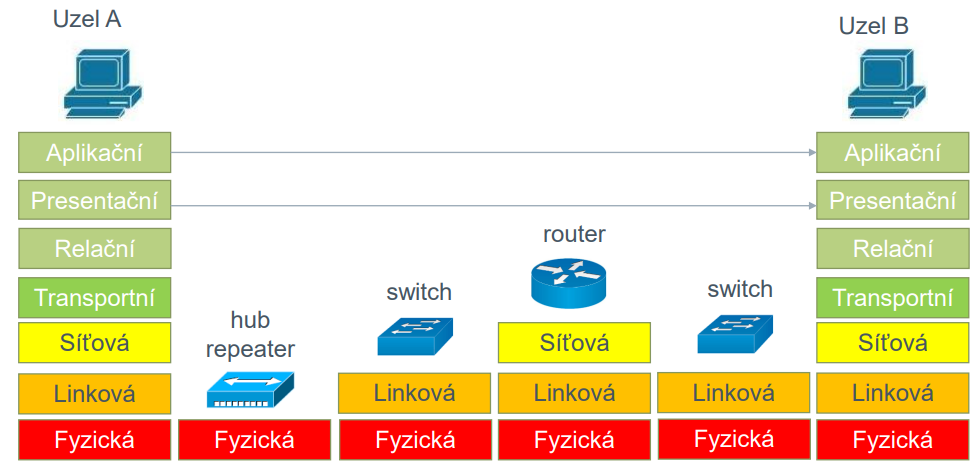 Uzel A
Uzel B
Aplikační
Aplikační
Presentační
Presentační
Relační
router
Relační
Transportní
hub
repeater
switch
switch
Transportní
Síťová
Síťová
Síťová
Linková
Linková
Linková
Linková
Linková
Fyzická
Fyzická
Fyzická
Fyzická
Fyzická
Fyzická